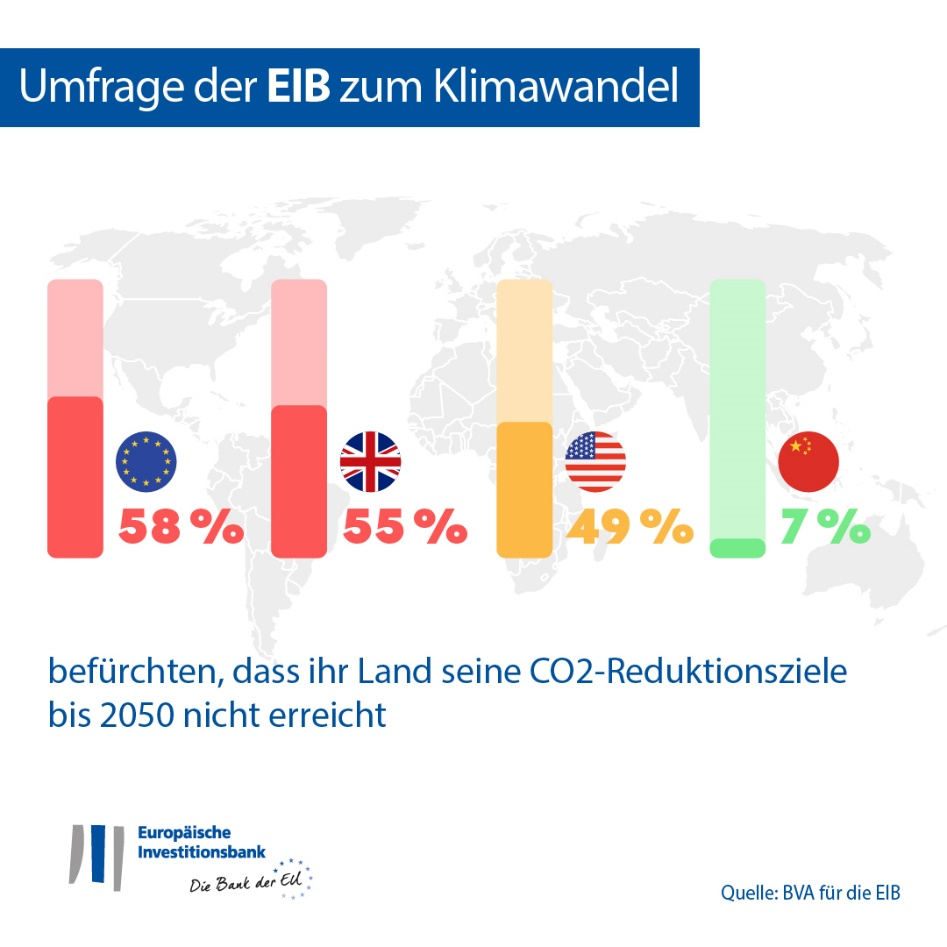 Umfrage der EIB zum Klimawandel
58 %
55 %
49 %
7 %
befürchten, dass ihr Land seine CO2-Reduktionsziele
bis 2050 nicht erreicht
Europäische
Investitionsbank
Die Bank der EU
Quelle: BVA für die EIB